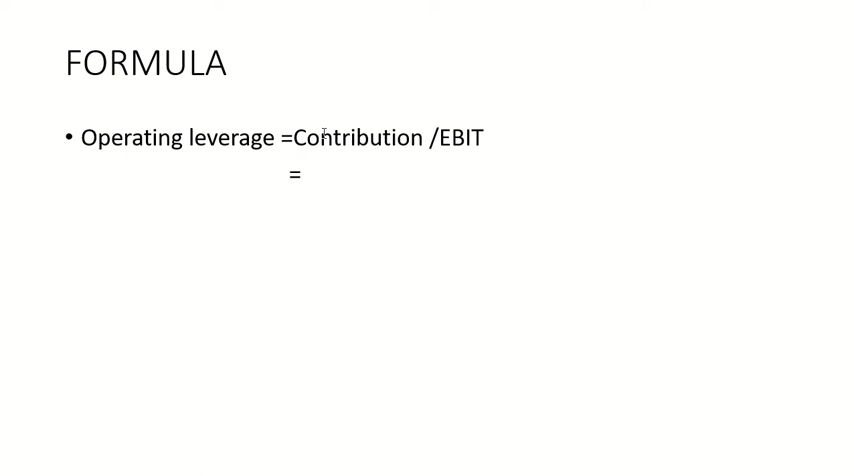 FORMULA
• Operating leverage =Contribution /EBIT
=